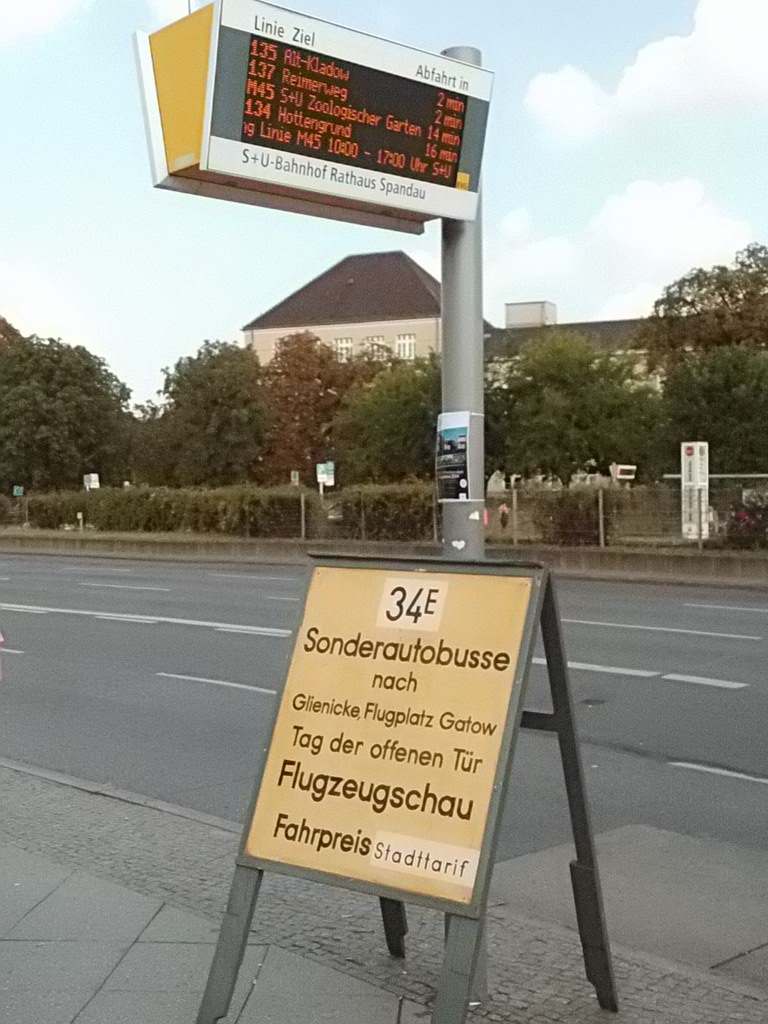 Linie Ziel Abfahrt in
135 Alt-Kladow 2 min
137 Reimerweg 2 min
M45 S+U Zoologischer Garten 14 min
134 Hottengrund 16 min
g Linie M45 10:00 - 17:00 Uhr S+U
S+U-Bahnhof Rathaus Spandau
34E
Sonderautobusse
nach
Glienicke, Flugplatz Gatow
Tag der offenen Tür
Flugzeugschau
Fahrpreis Stadttarif